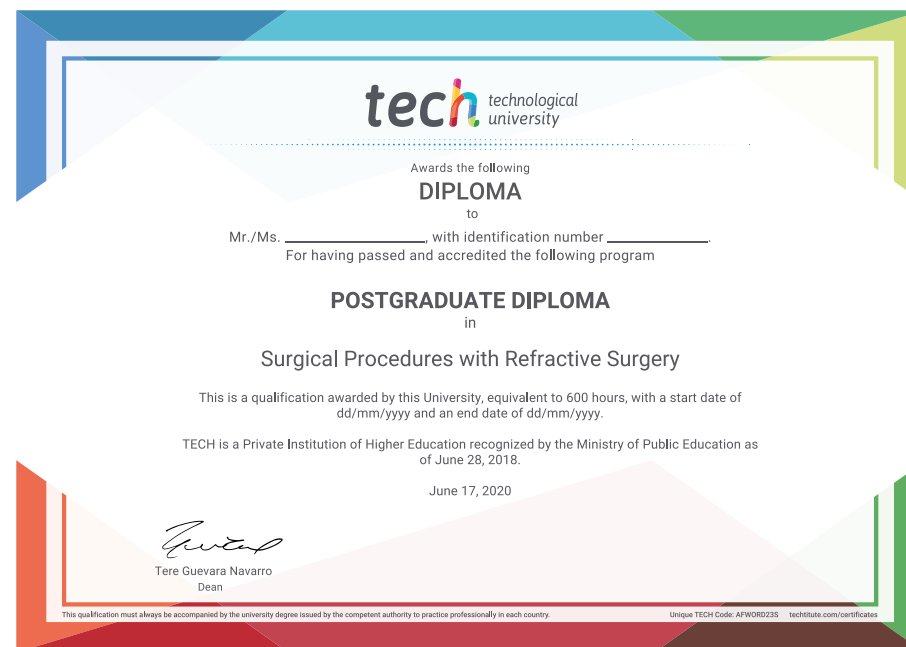 tech technological
university
Awards the following
DIPLOMA
to
Mr./Ms. ____________________, with identification number ______________.
For having passed and accredited the following program
POSTGRADUATE DIPLOMA
in
Surgical Procedures with Refractive Surgery
This is a qualification awarded by this University, equivalent to 600 hours, with a start date of
dd/mm/yyyy and an end date of dd/mm/yyyy.
TECH is a Private Institution of Higher Education recognized by the Ministry of Public Education as
of June 28, 2018.
June 17, 2020
Tere Guevara Navarro
Dean
This qualification must always be accompanied by the university degree issued by the competent authority to practice professionally in each country. Unique TECH Code: AFWORD23S techtitute.com/certificates